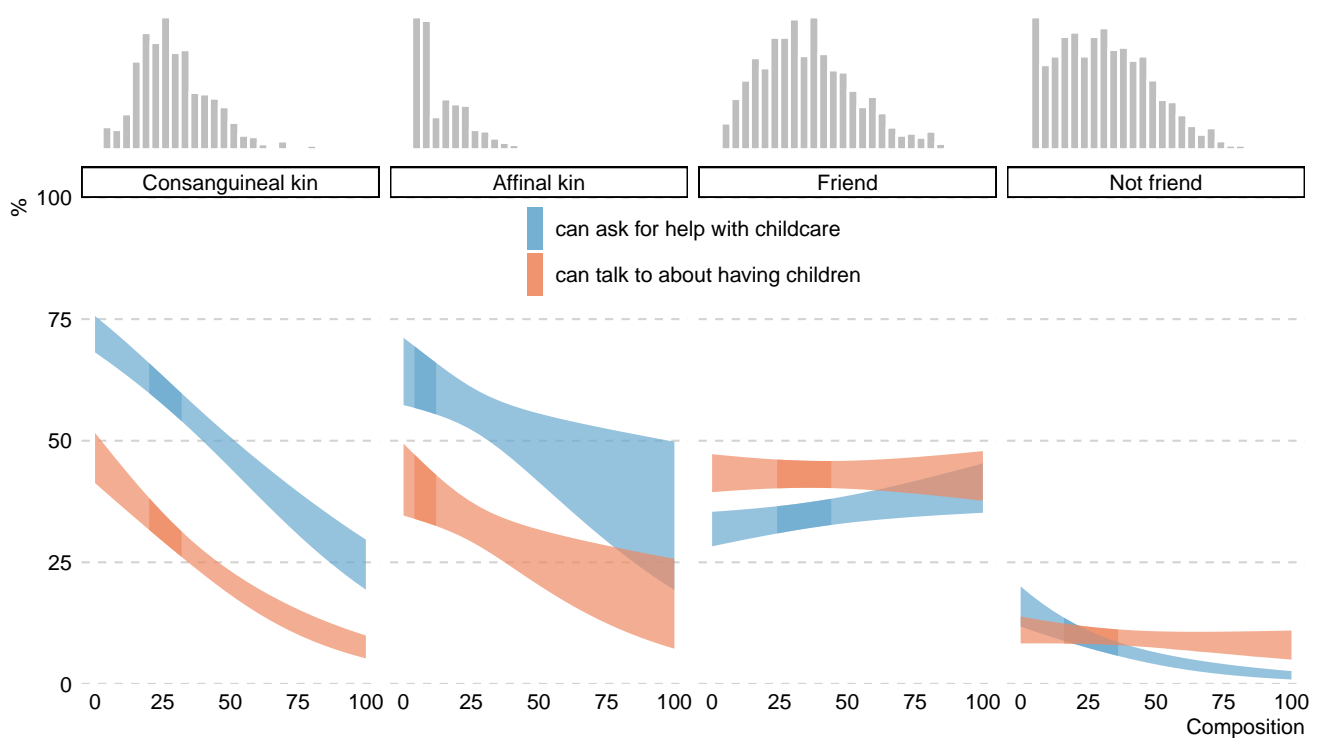 Consanguineal kin
Affinal kin
Friend
Not friend
%
100
can ask for help with childcare
can talk to about having children
75
50
25
0
0 25 50 75 100
0 25 50 75 100
0 25 50 75 100
0 25 50 75 100
Composition